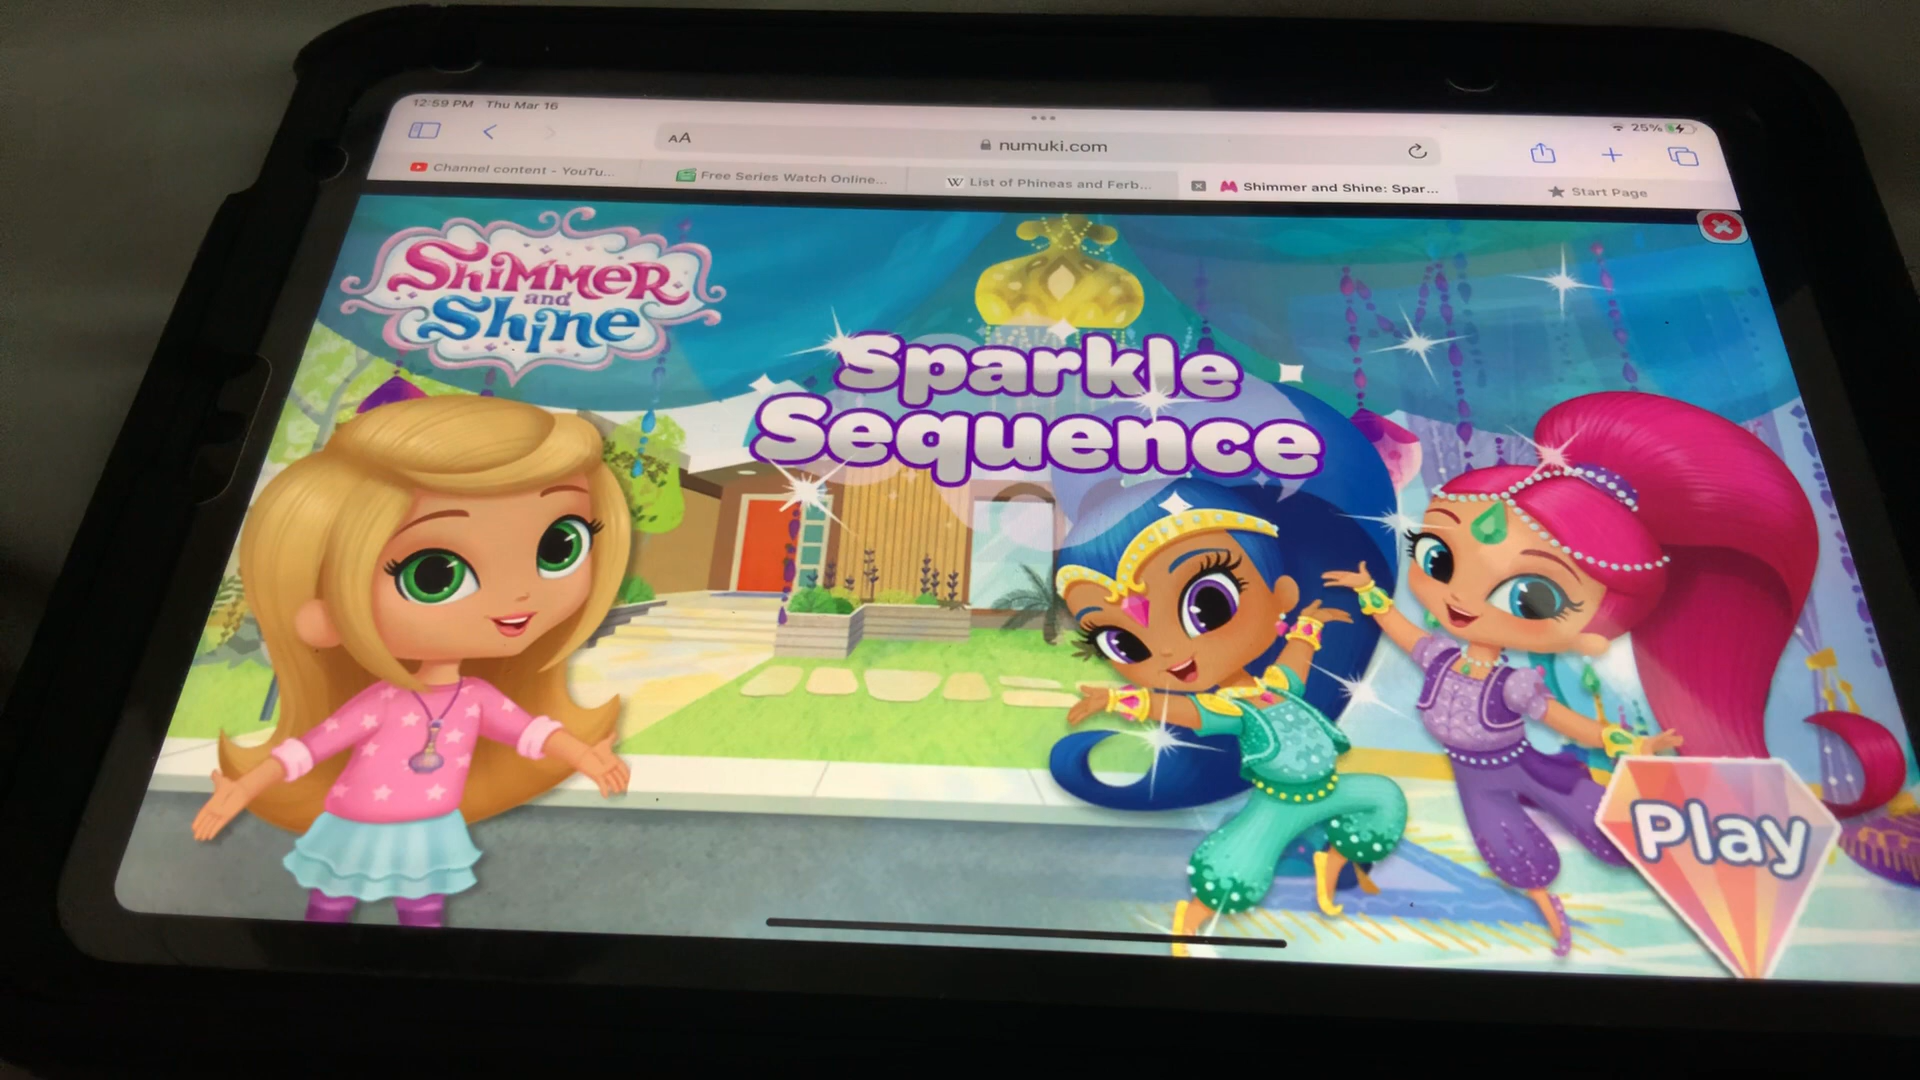 12:59 PM Thu Mar 16
25%
AA
numuki.com
Channel content - YouTu...
Free Series Watch Online...
W List of Phineas and Ferb...
Shimmer and Shine: Spar...
Start Page
Shimmer
and
Shine
Sparkle
Sequence
Play